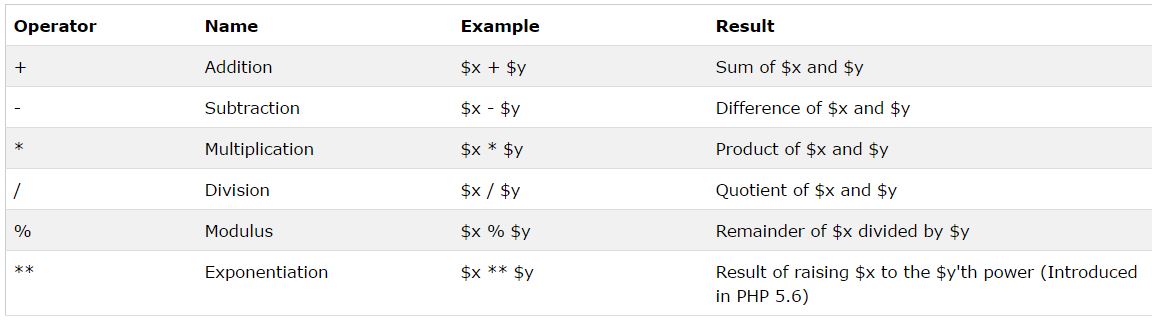 Operator Name Example Result
+ Addition $x + $y Sum of $x and $y
- Subtraction $x - $y Difference of $x and $y
* Multiplication $x * $y Product of $x and $y
/ Division $x / $y Quotient of $x and $y
% Modulus $x % $y Remainder of $x divided by $y
** Exponentiation $x ** $y Result of raising $x to the $y'th power (Introduced
in PHP 5.6)